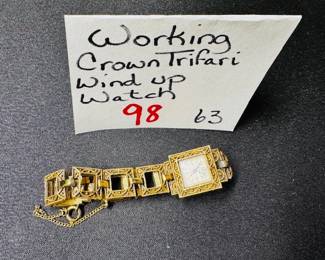 Working
Crown Trifari
Wind up
Watch
98 63